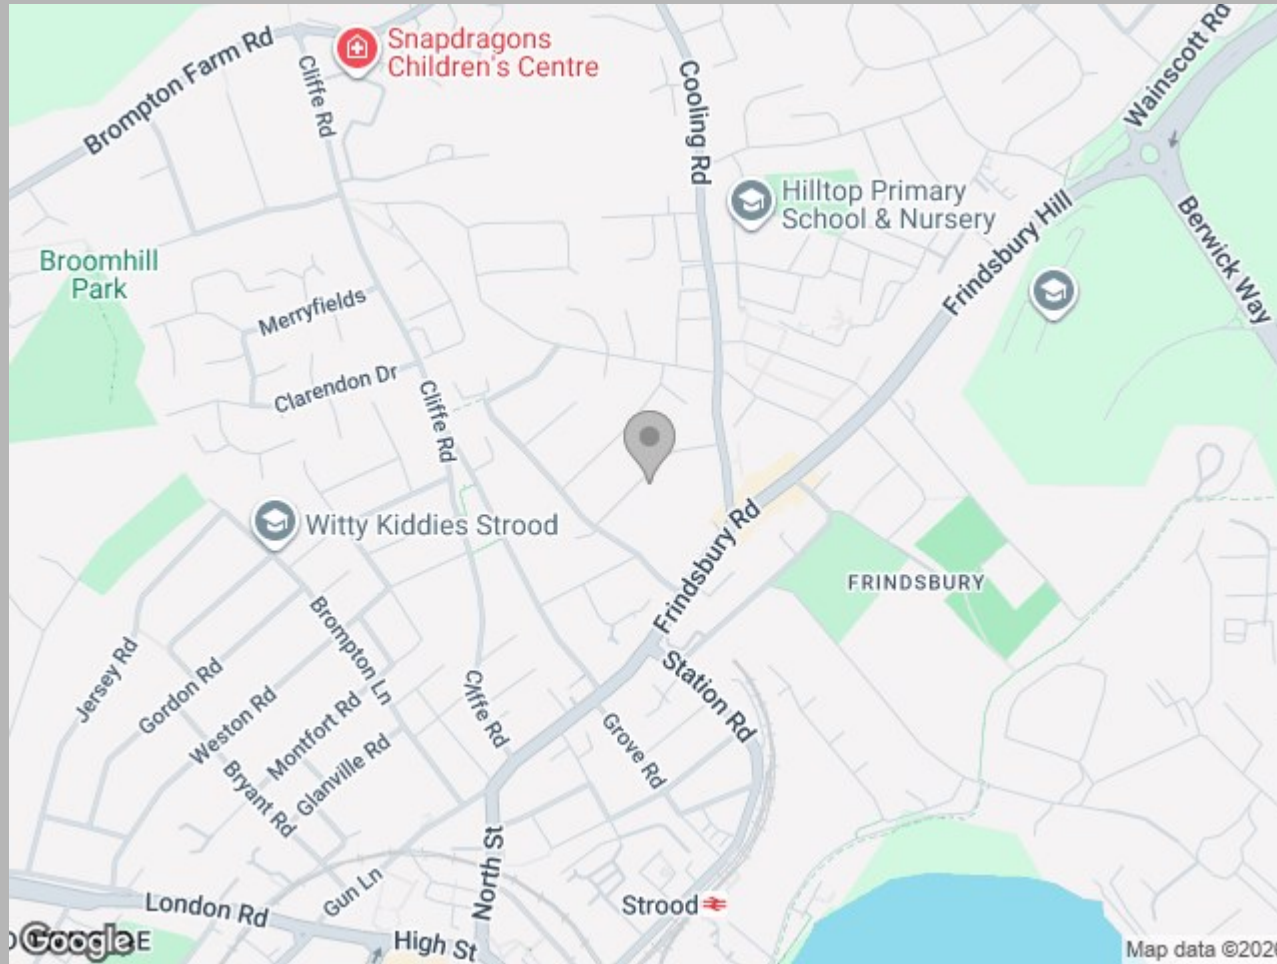 Snapdragons
Children's Centre
Brompton Farm Rd
Cliffe Rd
Cooling Rd
Wainscott Rd
Hilltop Primary
School & Nursery
Frindsbury Hill
Berwick Way
Broomhill
Park
Merryfields
Clarendon Dr
Cliffe Rd
Witty Kiddies Strood
Frindsbury Rd
FRINDSBURY
Brompton Ln
Jersey Rd
Gordon Rd
Weston Rd
Montfort Rd
Glanville Rd
Bryant Rd
Cliffe Rd
Station Rd
Grove Rd
North St
Gun Ln
London Rd
High St
Strood
Google
Map data ©2026